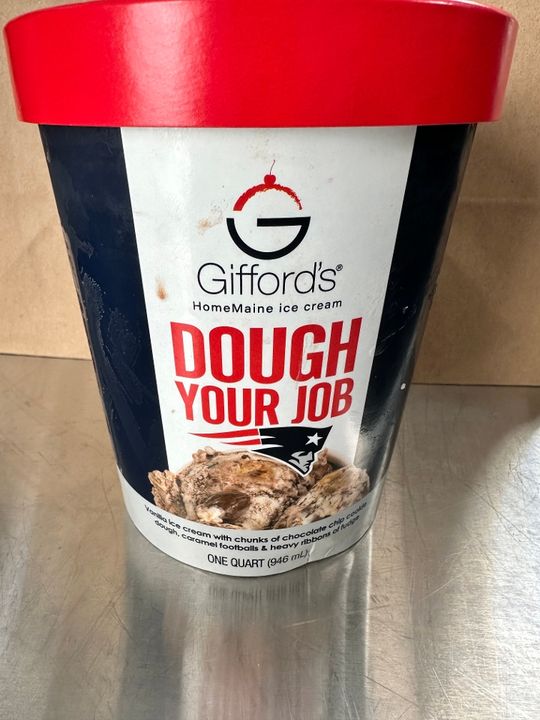 G
Gifford's®
HomeMaine ice cream
DOUGH
YOUR JOB
Vanilla ice cream with chunks of chocolate chip cookie
dough, caramel footballs & heavy ribbons of fudge
ONE QUART (946 mL)